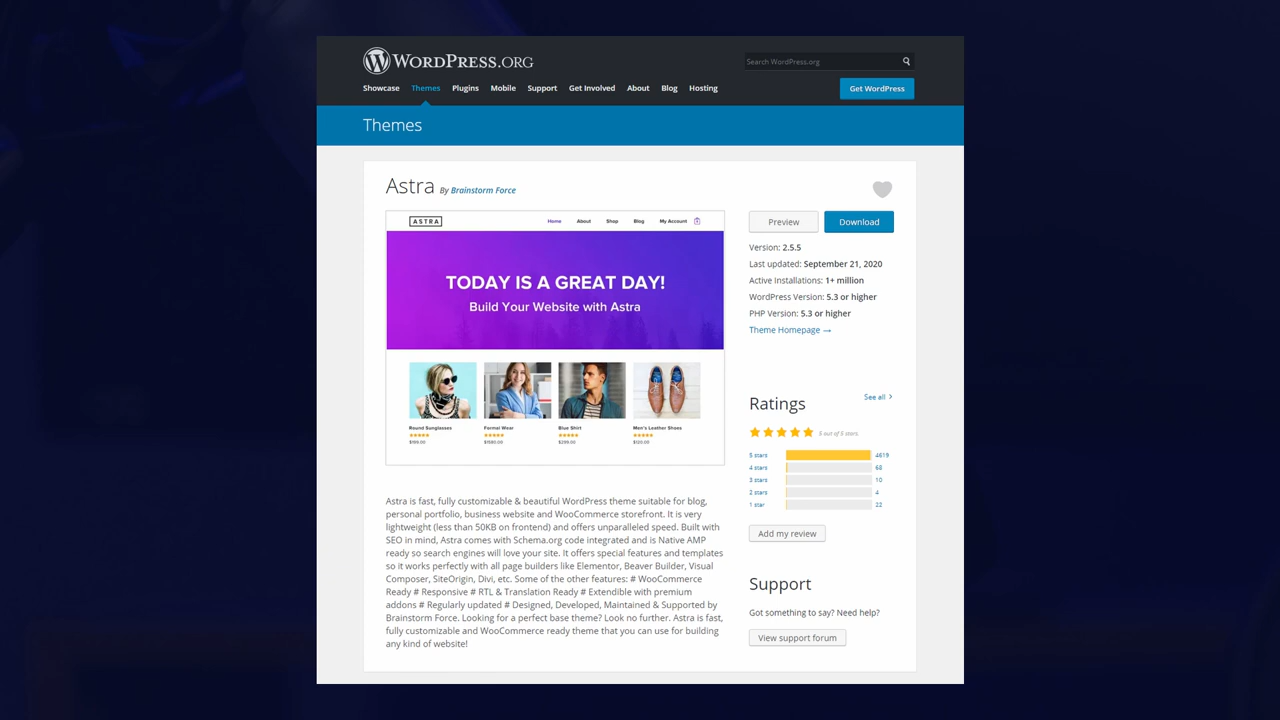 WORDPRESS.ORG
Search WordPress.org
Showcase Themes Plugins Mobile Support Get Involved About Blog Hosting
Get WordPress
Themes
Astra By Brainstorm Force
ASTRA
Home About Shop Blog My Account
TODAY IS A GREAT DAY!
Build Your Website with Astra
Round Sunglasses Formal Wear Blue Shirt Men's Leather Shoes
$199.00 $1580.00 $299.00 $120.00
Astra is fast, fully customizable & beautiful WordPress theme suitable for blog,
personal portfolio, business website and WooCommerce storefront. It is very
lightweight (less than 50KB on frontend) and offers unparalleled speed. Built with
SEO in mind, Astra comes with Schema.org code integrated and is Native AMP
ready so search engines will love your site. It offers special features and templates
so it works perfectly with all page builders like Elementor, Beaver Builder, Visual
Composer, SiteOrigin, Divi, etc. Some of the other features: # WooCommerce
Ready # Responsive # RTL & Translation Ready # Extendible with premium
addons # Regularly updated # Designed, Developed, Maintained & Supported by
Brainstorm Force. Looking for a perfect base theme? Look no further. Astra is fast,
fully customizable and WooCommerce ready theme that you can use for building
any kind of website!
Preview Download
Version: 2.5.5
Last updated: September 21, 2020
Active Installations: 1+ million
WordPress Version: 5.3 or higher
PHP Version: 5.3 or higher
Theme Homepage →
Ratings See all >
5 out of 5 stars
5 stars 4619
4 stars 68
3 stars 10
2 stars 4
1 star 22
Add my review
Support
Got something to say? Need help?
View support forum